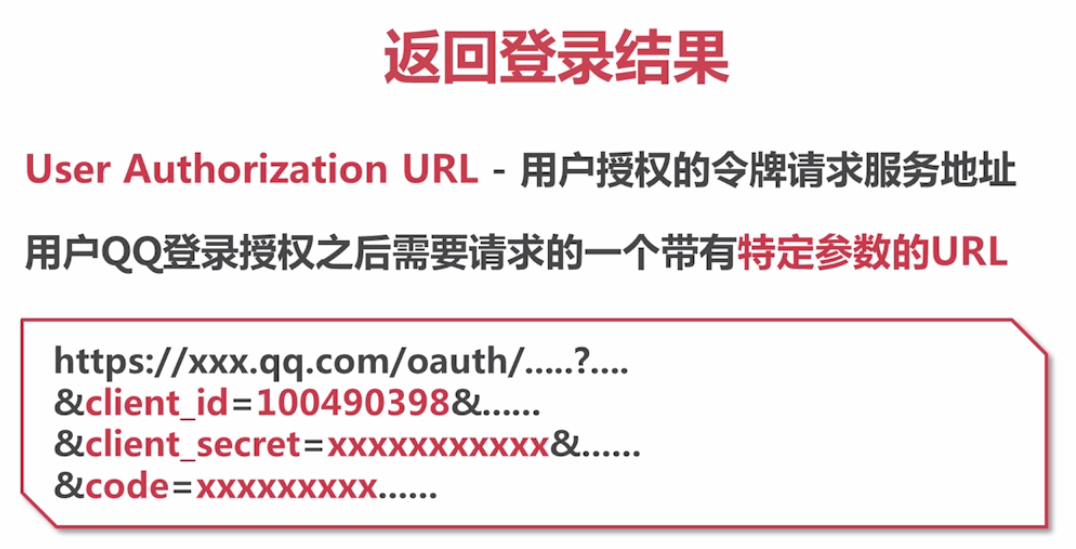 返回登录结果
User Authorization URL - 用户授权的令牌请求服务地址
用户QQ登录授权之后需要请求的一个带有特定参数的URL
https://xxx.qq.com/oauth/.....?....
&client_id=100490398&......
&client_secret=xxxxxxxxxxx&......
&code=xxxxxxxxx......